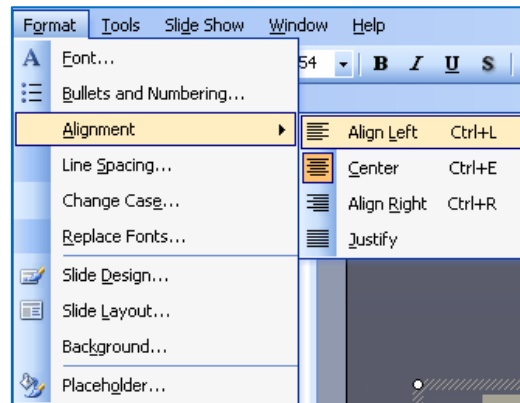 Format Tools Slide Show Window Help
Font... 54 B I U S
Bullets and Numbering...
Alignment Align Left Ctrl+L
Line Spacing... Center Ctrl+E
Change Case... Align Right Ctrl+R
Replace Fonts... Justify
Slide Design...
Slide Layout...
Background...
Placeholder...